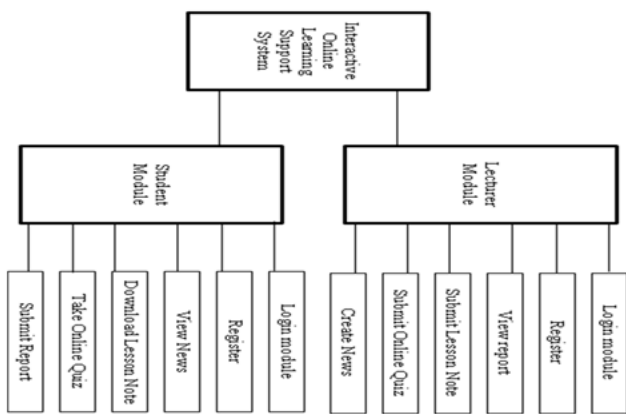 Interactive
Online
Learning
Support
System
Student
Module
Lecturer
Module
Submit Report
Take Online Quiz
Download Lesson Note
View News
Register
Login module
Create News
Submit Online Quiz
Submit Lesson Note
View report
Register
Login module